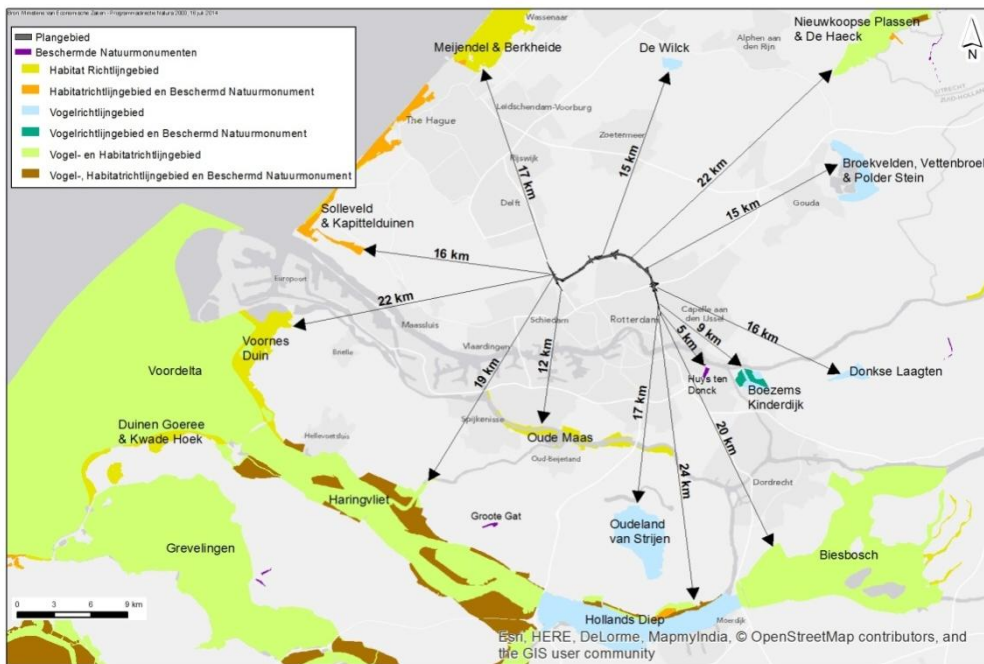 Bron: Ministerie van Economische Zaken - Programmadirectie Natura 2000, 16 juli 2014
Plangebied
Beschermde Natuurmonumenten
Habitat Richtlijngebied
Habitatrichtlijngebied en Beschermd Natuurmonument
Vogelrichtlijngebied
Vogelrichtlijngebied en Beschermd Natuurmonument
Vogel- en Habitatrichtlijngebied
Vogel-, Habitatrichtlijngebied en Beschermd Natuurmonument
Wassenaar
Meijendel & Berkheide
De Wilck
Alphen aan
den Rijn
Nieuwkoopse Plassen
& De Haeck
N
UTRECHT
ZUID-HOLLAND
Leidschendam-Voorburg
The Hague
Zoetermeer
Rijswijk
Delft
17 km
15 km
22 km
15 km
Broekvelden, Vettenbroek
& Polder Stein
Gouda
Solleveld
& Kapittelduinen
16 km
22 km
Europoort
Maassluis
Schiedam
Rotterdam
Capelle aan
den IJssel
Vlaardingen
Brielle
Voornes
Duin
Voordelta
19 km
12 km
5 km
9 km
16 km
Huys ten
Donck
Boezems
Kinderdijk
Donkse Laagten
17 km
20 km
24 km
Duinen Goeree
& Kwade Hoek
Spijkenisse
Hellevoetsluis
Oude Maas
Oud-Beijerland
Dordrecht
Haringvliet
Groote Gat
Oudeland
van Strijen
Grevelingen
Biesbosch
0 3 6 9 km
Hollands Diep
Moerdijk
Esri, HERE, DeLorme, MapmyIndia, © OpenStreetMap contributors, and
the GIS user community